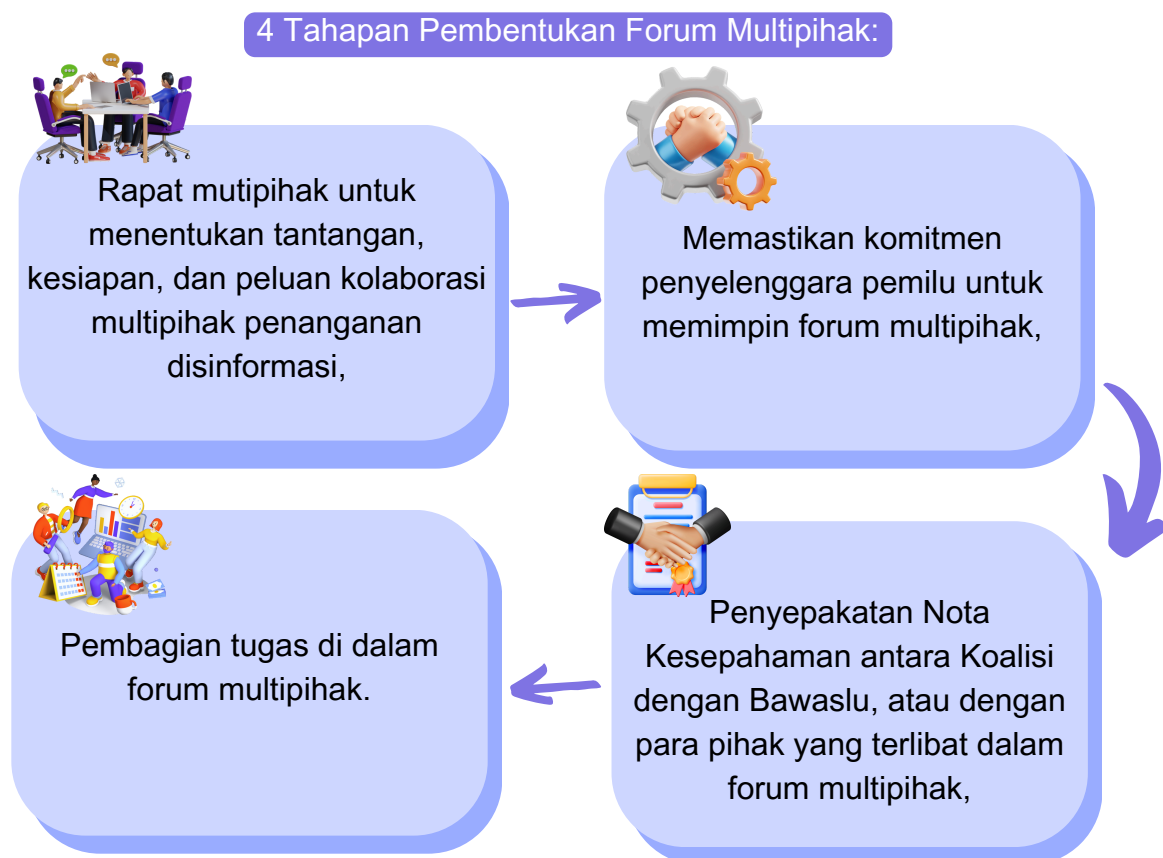 4 Tahapan Pembentukan Forum Multipihak:
Rapat mutipihak untuk
menentukan tantangan,
kesiapan, dan peluan kolaborasi
multipihak penanganan
disinformasi,
Memastikan komitmen
penyelenggara pemilu untuk
memimpin forum multipihak,
Penyepakatan Nota
Kesepahaman antara Koalisi
dengan Bawaslu, atau dengan
para pihak yang terlibat dalam
forum multipihak,
Pembagian tugas di dalam
forum multipihak.